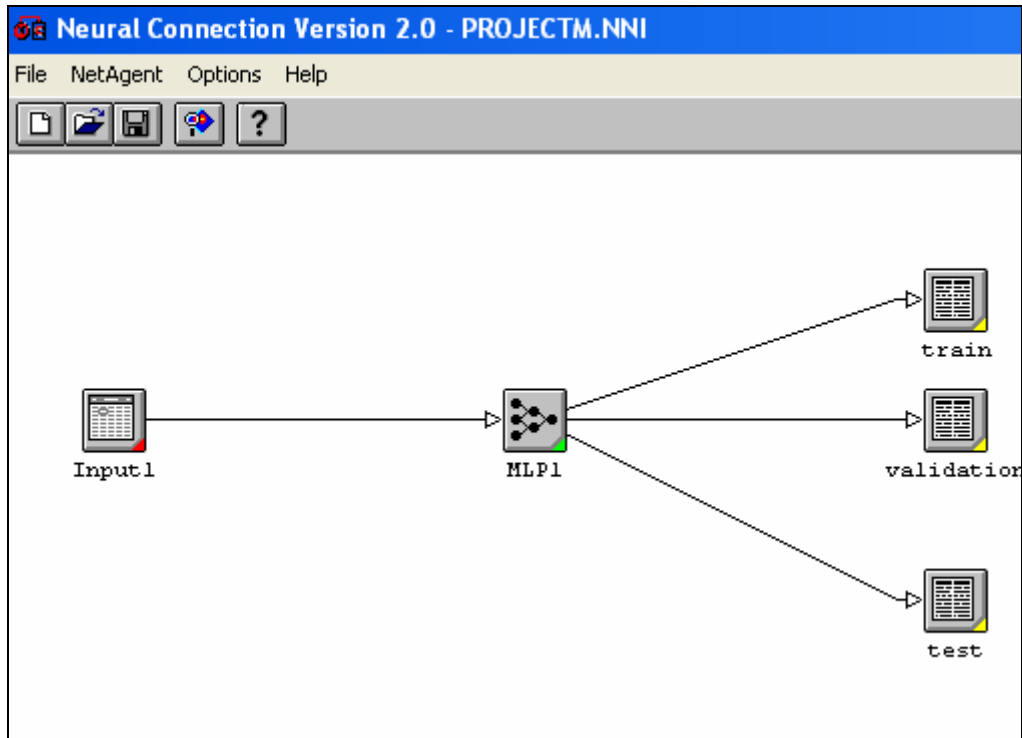 Neural Connection Version 2.0 - PROJECTM.NNI
File NetAgent Options Help
?
train
Input1
MLP1
validation
test